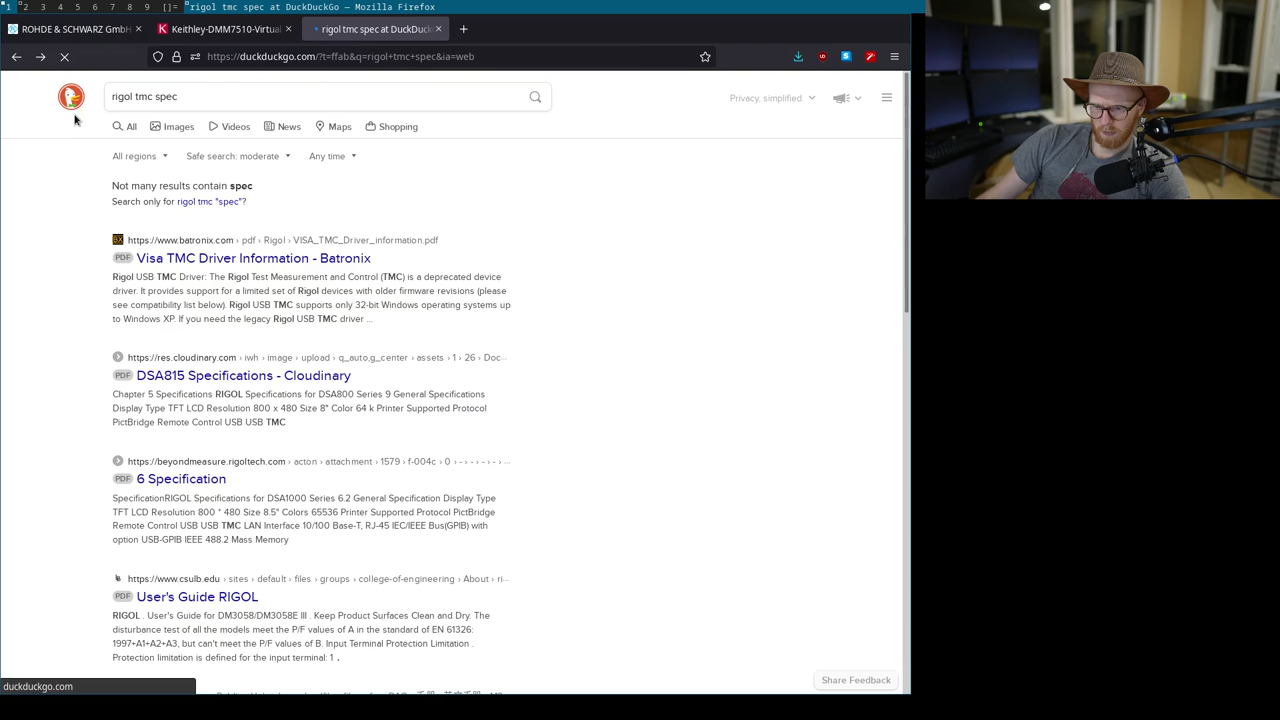 1 2 3 4 5 6 7 8 9 []= rigol tmc spec at DuckDuckGo — Mozilla Firefox
ROHDE & SCHWARZ GmbH
Keithley-DMM7510-Virtual
rigol tmc spec at DuckDuc
https://duckduckgo.com/?t=ffab&q=rigol+tmc+spec&ia=web
rigol tmc spec
Privacy, simplified.
All Images Videos News Maps Shopping
All regions Safe search: moderate Any time
Not many results contain spec
Search only for rigol tmc "spec"?
https://www.batronix.com › pdf › Rigol › VISA_TMC_Driver_information.pdf
PDF Visa TMC Driver Information - Batronix
Rigol USB TMC Driver: The Rigol Test Measurement and Control (TMC) is a deprecated device
driver. It provides support for a limited set of Rigol devices with older firmware revisions (please
see compatibility list below). Rigol USB TMC supports only 32-bit Windows operating systems up
to Windows XP. If you need the legacy Rigol USB TMC driver ...
https://res.cloudinary.com › iwh › image › upload › q_auto,g_center › assets › 1 › 26 › Doc...
PDF DSA815 Specifications - Cloudinary
Chapter 5 Specifications RIGOL Specifications for DSA800 Series 9 General Specifications
Display Type TFT LCD Resolution 800 x 480 Size 8" Color 64 k Printer Supported Protocol
PictBridge Remote Control USB USB TMC
https://beyondmeasure.rigoltech.com › acton › attachment › 1579 › f-004c › 0 › - › - › - › - › ...
PDF 6 Specification
SpecificationRIGOL Specifications for DSA1000 Series 6.2 General Specification Display Type
TFT LCD Resolution 800 * 480 Size 8.5" Colors 65536 Printer Supported Protocol PictBridge
Remote Control USB USB TMC LAN Interface 10/100 Base-T, RJ-45 IEC/IEEE Bus(GPIB) with
option USB-GPIB IEEE 488.2 Mass Memory
https://www.csulb.edu › sites › default › files › groups › college-of-engineering › About › ri...
PDF User's Guide RIGOL
RIGOL . User's Guide for DM3058/DM3058E III . Keep Product Surfaces Clean and Dry. The
disturbance test of all the models meet the P/F values of A in the standard of EN 61326:
1997+A1+A2+A3, but can't meet the P/F values of B. Input Terminal Protection Limitation .
Protection limitation is defined for the input terminal: 1 .
Share Feedback
duckduckgo.com